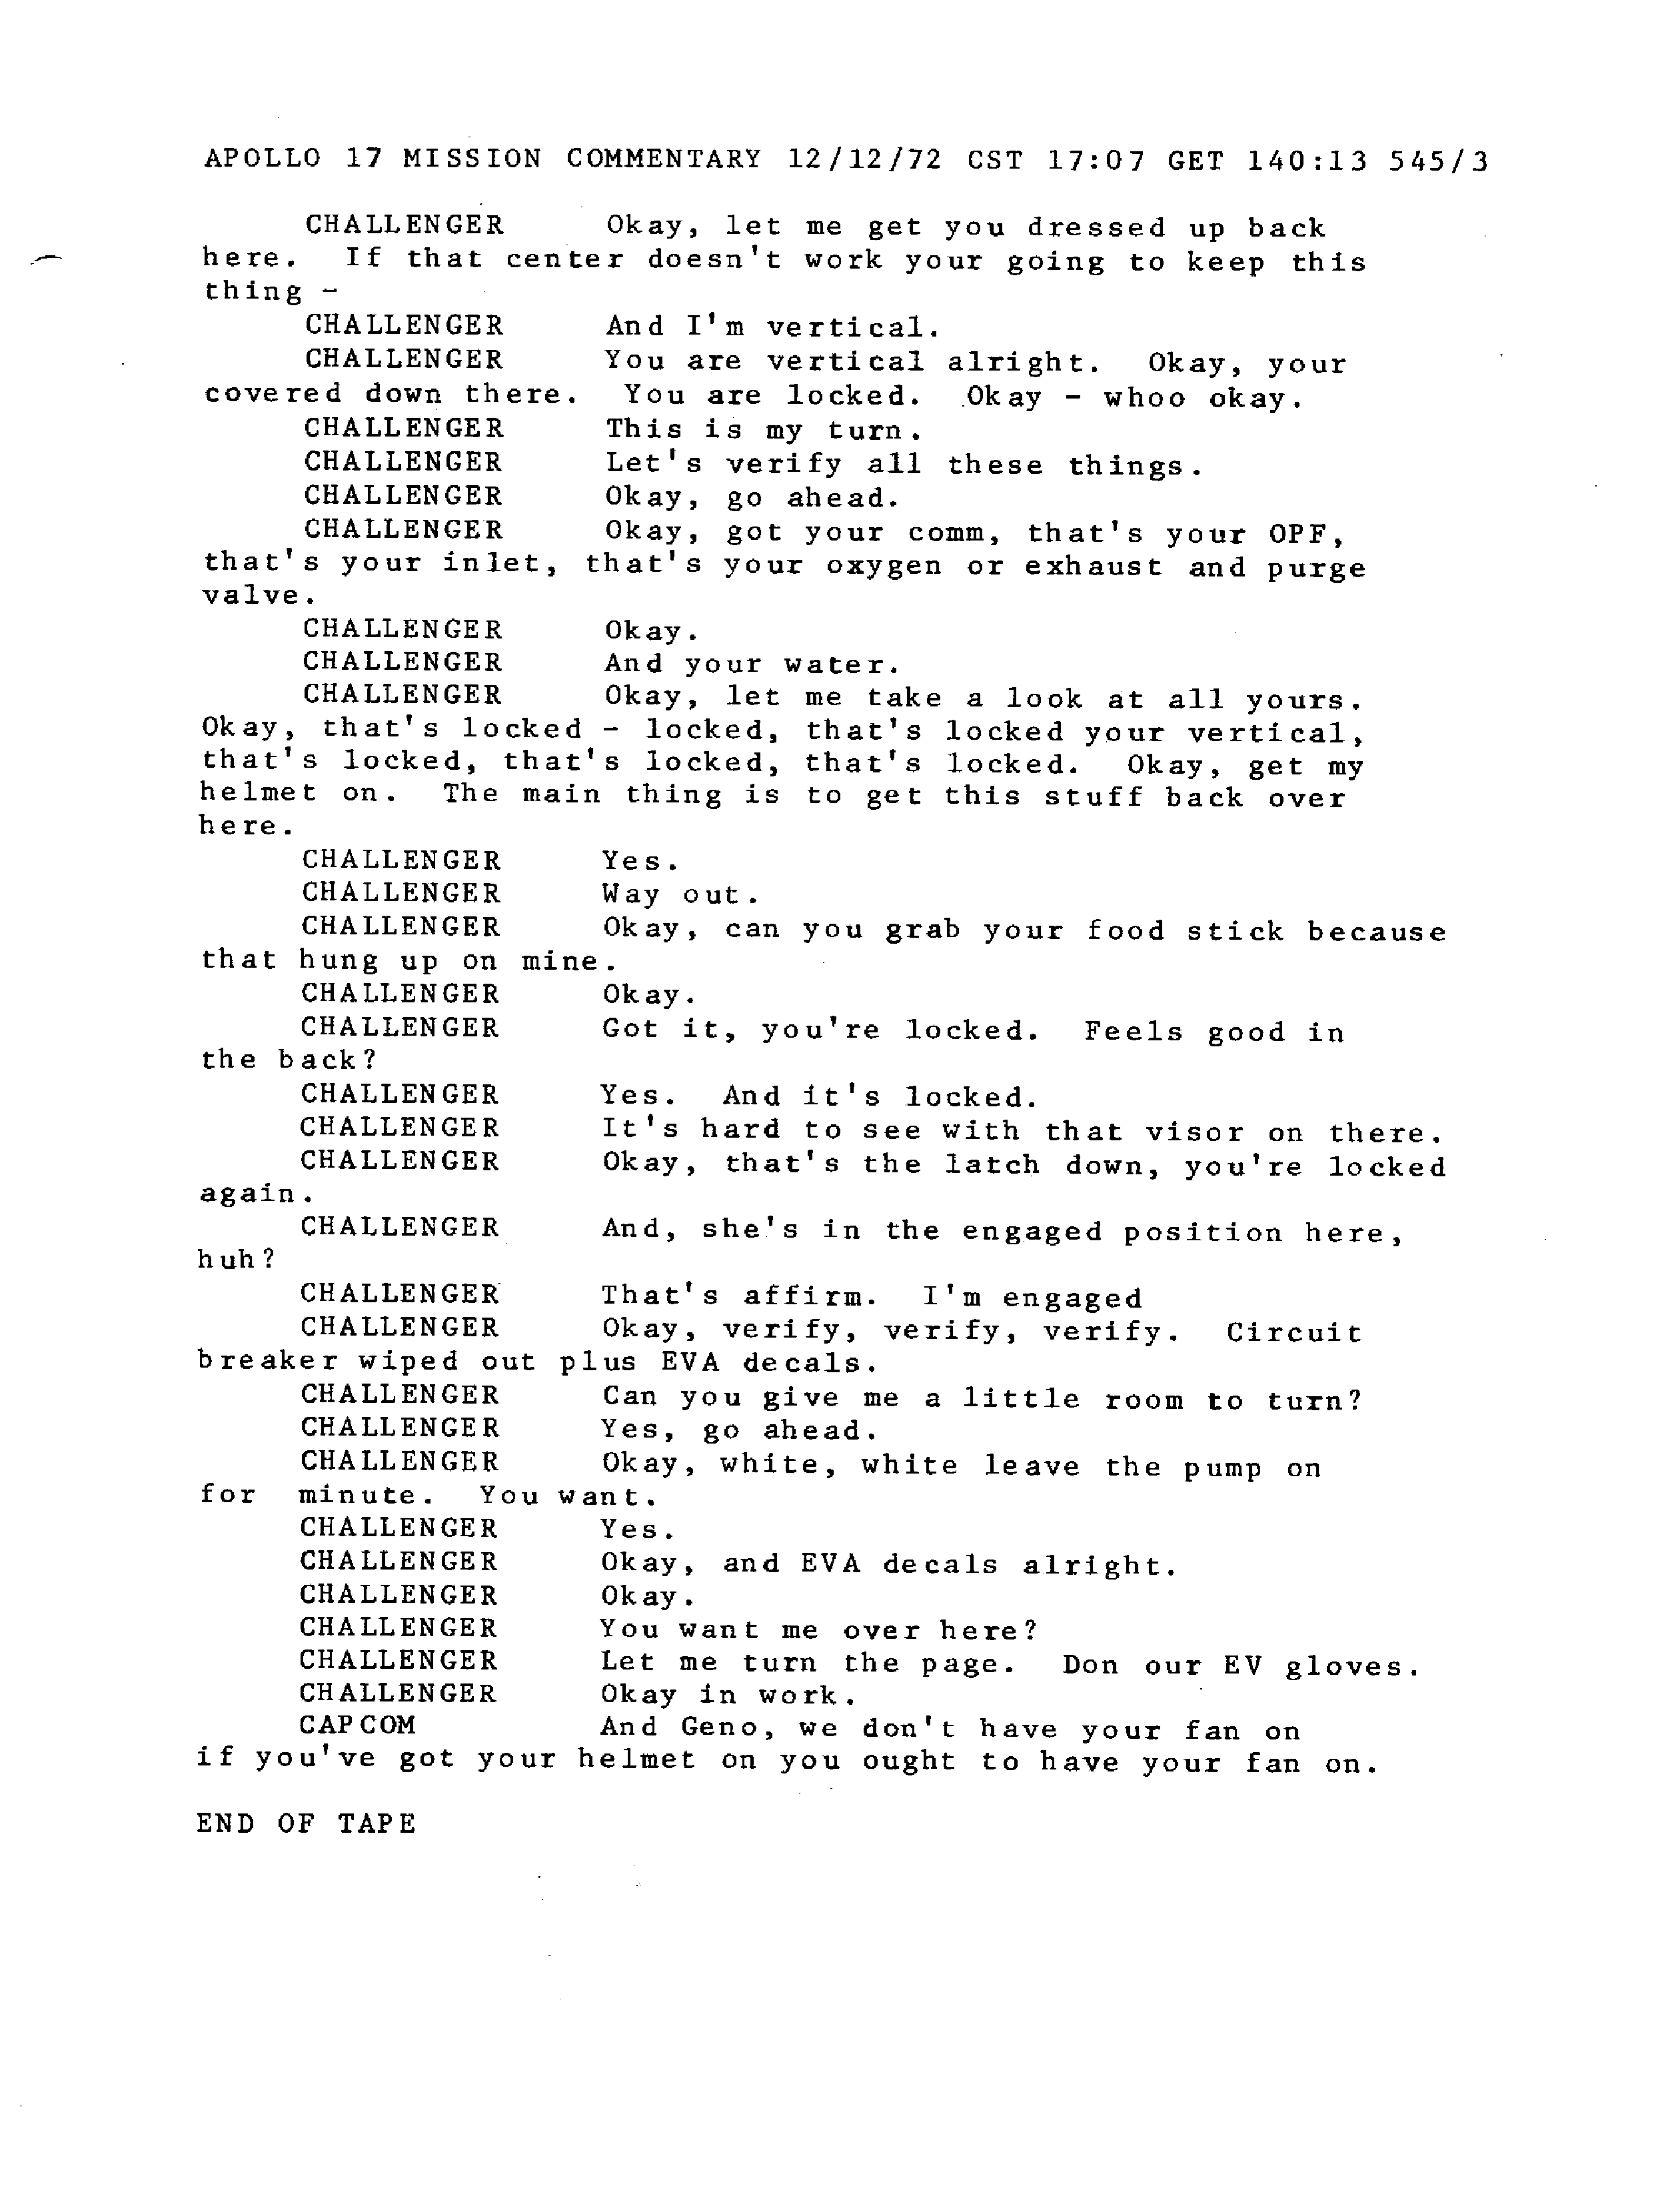 APOLLO 17 MISSION COMMENTARY 12/12/72 CST 17:07 GET 140:13 545/3
CHALLENGER Okay, let me get you dressed up back
here. If that center doesn't work your going to keep this
thing -
CHALLENGER And I'm vertical.
CHALLENGER You are vertical alright. Okay, your
covered down there. You are locked. Okay - whoo okay.
CHALLENGER This is my turn.
CHALLENGER Let's verify all these things.
CHALLENGER Okay, go ahead.
CHALLENGER Okay, got your comm, that's your OPF,
that's your inlet, that's your oxygen or exhaust and purge
valve.
CHALLENGER Okay.
CHALLENGER And your water.
CHALLENGER Okay, let me take a look at all yours.
Okay, that's locked - locked, that's locked your vertical,
that's locked, that's locked, that's locked. Okay, get my
helmet on. The main thing is to get this stuff back over
here.
CHALLENGER Yes.
CHALLENGER Way out.
CHALLENGER Okay, can you grab your food stick because
that hung up on mine.
CHALLENGER Okay.
CHALLENGER Got it, you're locked. Feels good in
the back?
CHALLENGER Yes. And it's locked.
CHALLENGER It's hard to see with that visor on there.
CHALLENGER Okay, that's the latch down, you're locked
again.
CHALLENGER And, she's in the engaged position here,
huh?
CHALLENGER That's affirm. I'm engaged
CHALLENGER Okay, verify, verify, verify. Circuit
breaker wiped out plus EVA decals.
CHALLENGER Can you give me a little room to turn?
CHALLENGER Yes, go ahead.
CHALLENGER Okay, white, white leave the pump on
for minute. You want.
CHALLENGER Yes.
CHALLENGER Okay, and EVA decals alright.
CHALLENGER Okay.
CHALLENGER You want me over here?
CHALLENGER Let me turn the page. Don our EV gloves.
CHALLENGER Okay in work.
CAPCOM And Geno, we don't have your fan on
if you've got your helmet on you ought to have your fan on.
END OF TAPE